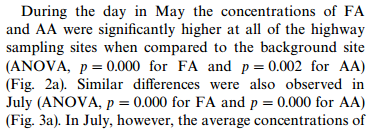 During the day in May the concentrations of FA
and AA were significantly higher at all of the highway
sampling sites when compared to the background site
(ANOVA, p = 0.000 for FA and p = 0.002 for AA)
(Fig. 2a). Similar differences were also observed in
July (ANOVA, p = 0.000 for FA and p = 0.000 for AA)
(Fig. 3a). In July, however, the average concentrations of